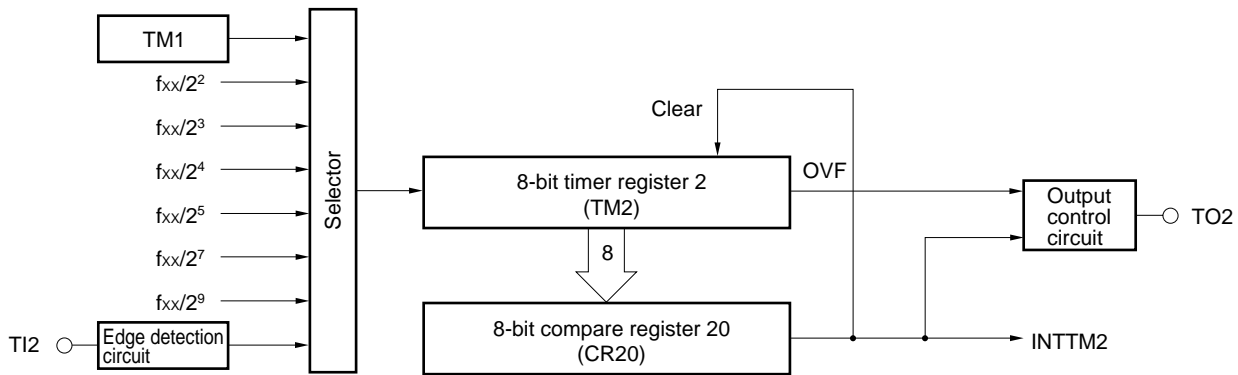 TM1
fxx/2²
fxx/2³
fxx/2⁴
fxx/2⁵
fxx/2⁷
fxx/2⁹
TI2
Edge detection
circuit
Selector
Clear
8-bit timer register 2
(TM2)
OVF
8
8-bit compare register 20
(CR20)
Output
control
circuit
TO2
INTTM2